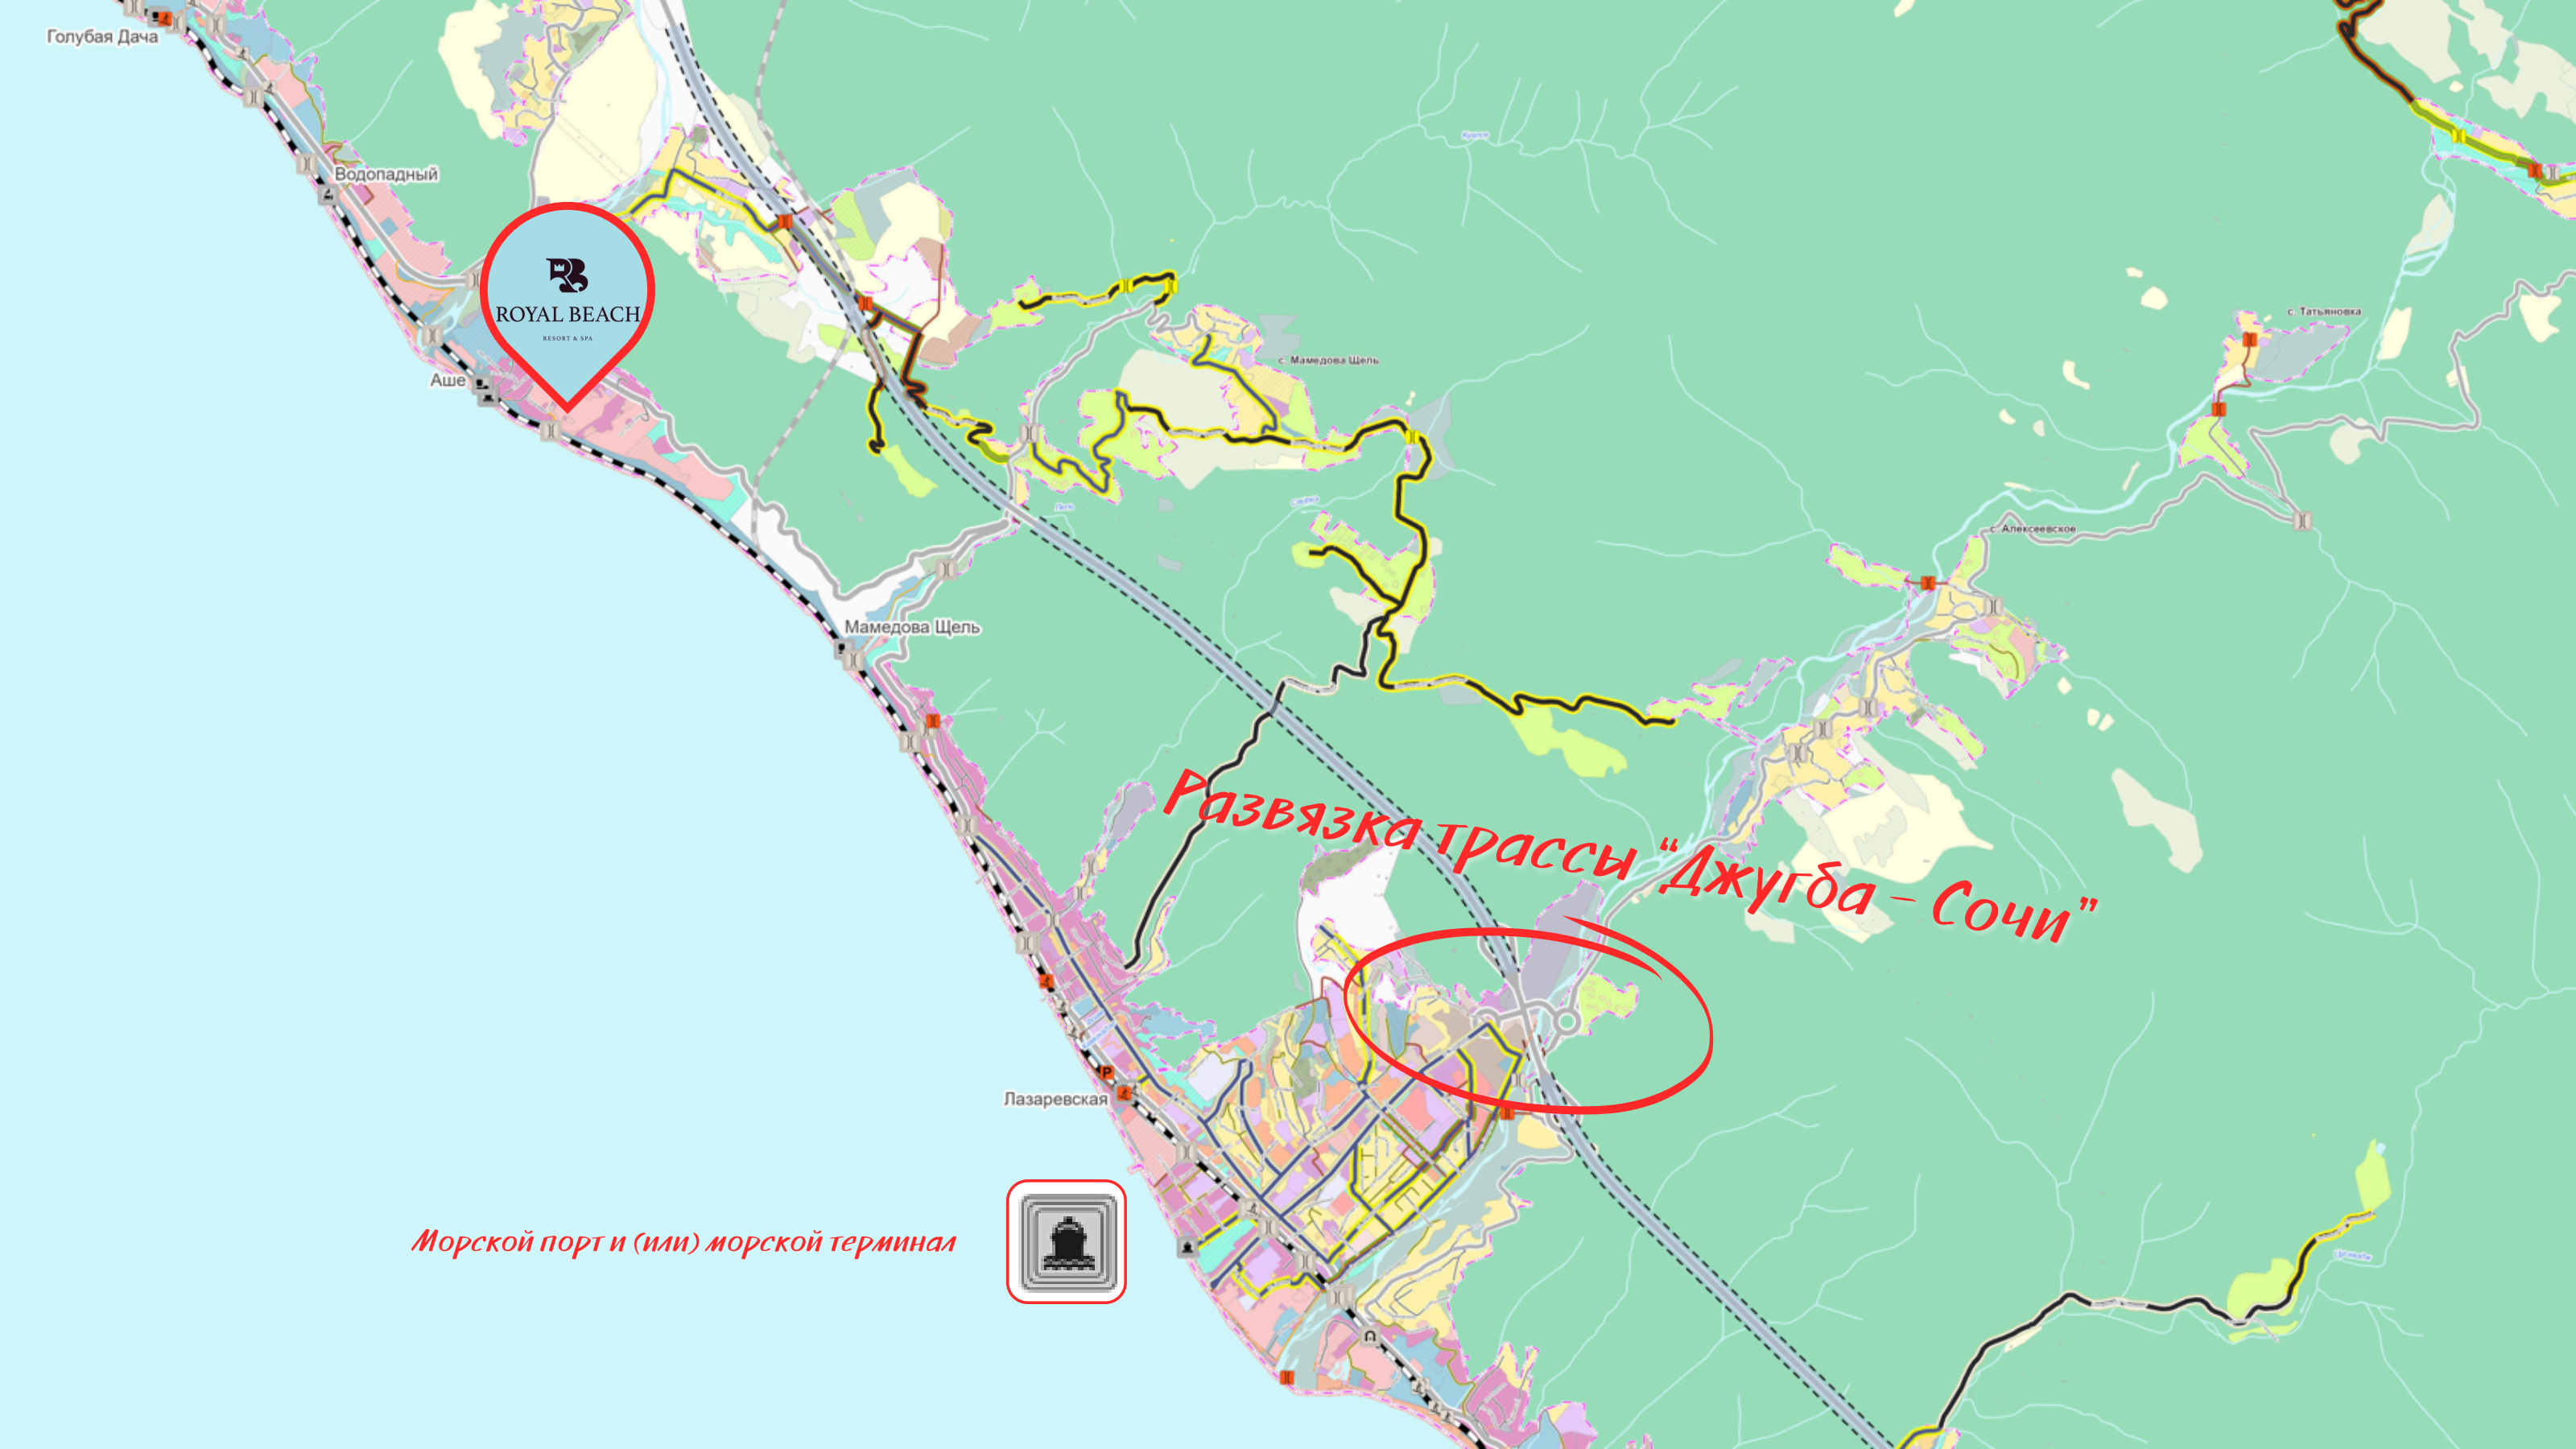 Голубая Дача
Водопадный
ROYAL BEACH
RESORT & SPA
с. Татьяновка
с. Мамедова Щель
Аше
с. Алексеевское
Мамедова Щель
Развязка трассы “Джугба - Сочи”
Лазаревская
P
Морской порт и (или) морской терминал